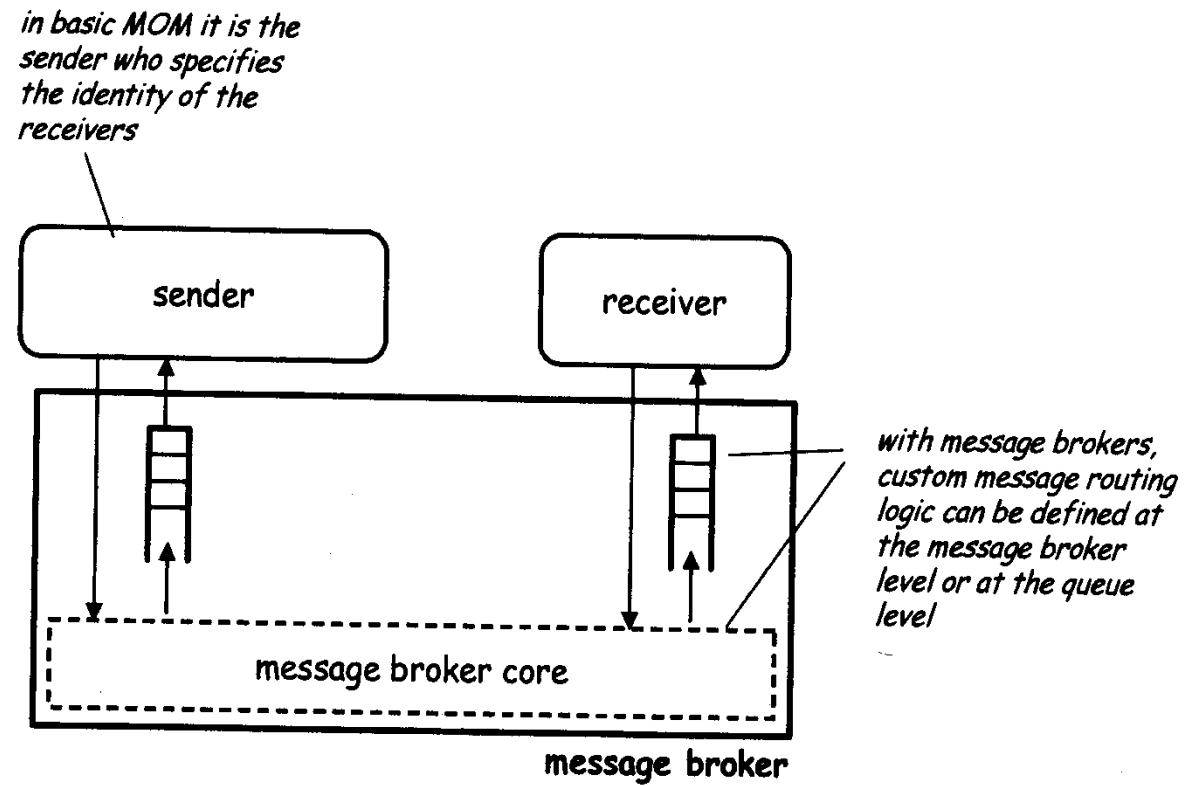 in basic MOM it is the
sender who specifies
the identity of the
receivers
sender
receiver
with message brokers,
custom message routing
logic can be defined at
the message broker
level or at the queue
level
message broker core
message broker